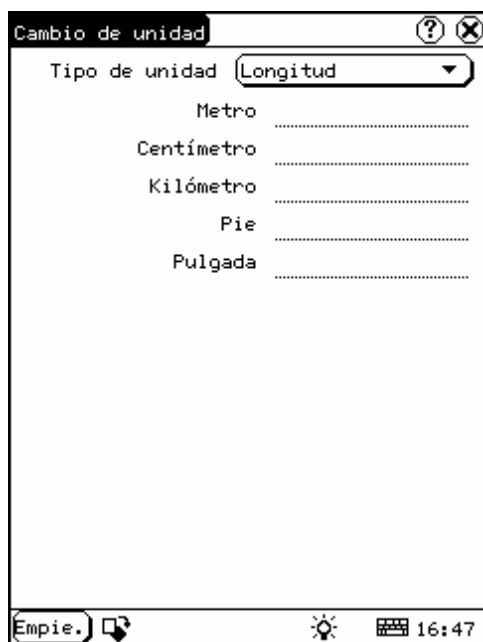 Cambio de unidad ?
Tipo de unidad Longitud
Metro
Centímetro
Kilómetro
Pie
Pulgada
Empie. 16:47